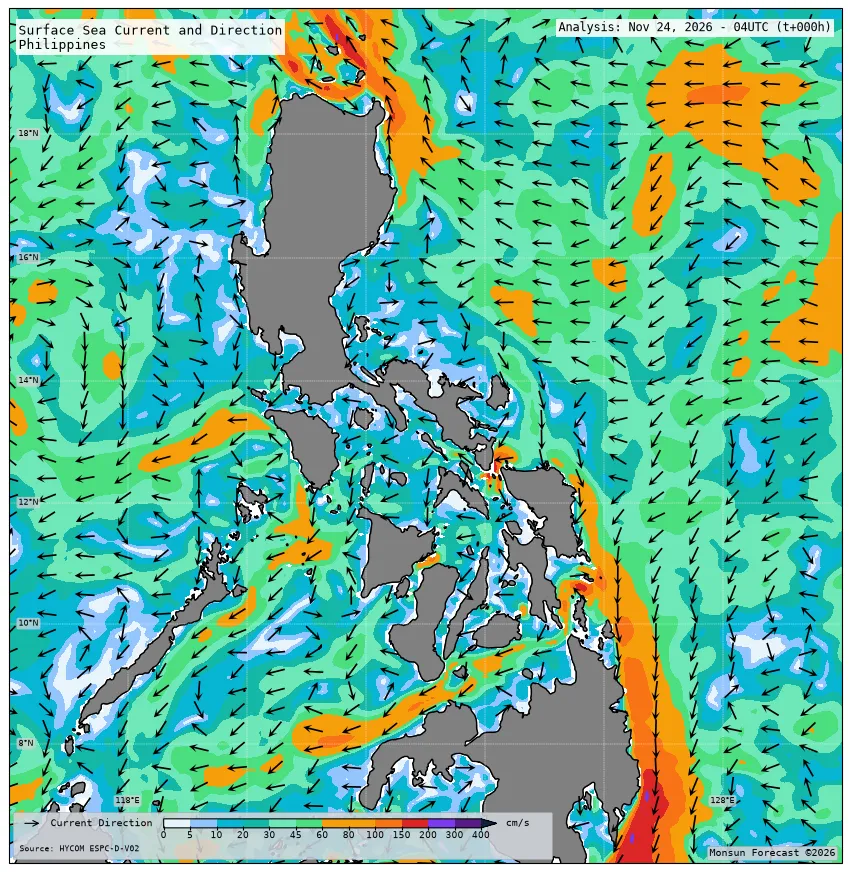 Surface Sea Current and Direction
Philippines
Analysis: Nov 24, 2026 - 04UTC (t+000h)
18°N
16°N
14°N
12°N
10°N
8°N
118°E
128°E
Current Direction
0 5 10 20 30 45 60 80 100 150 200 300 400
cm/s
Source: HYCOM ESPC-D-V02
Monsun Forecast ©2026